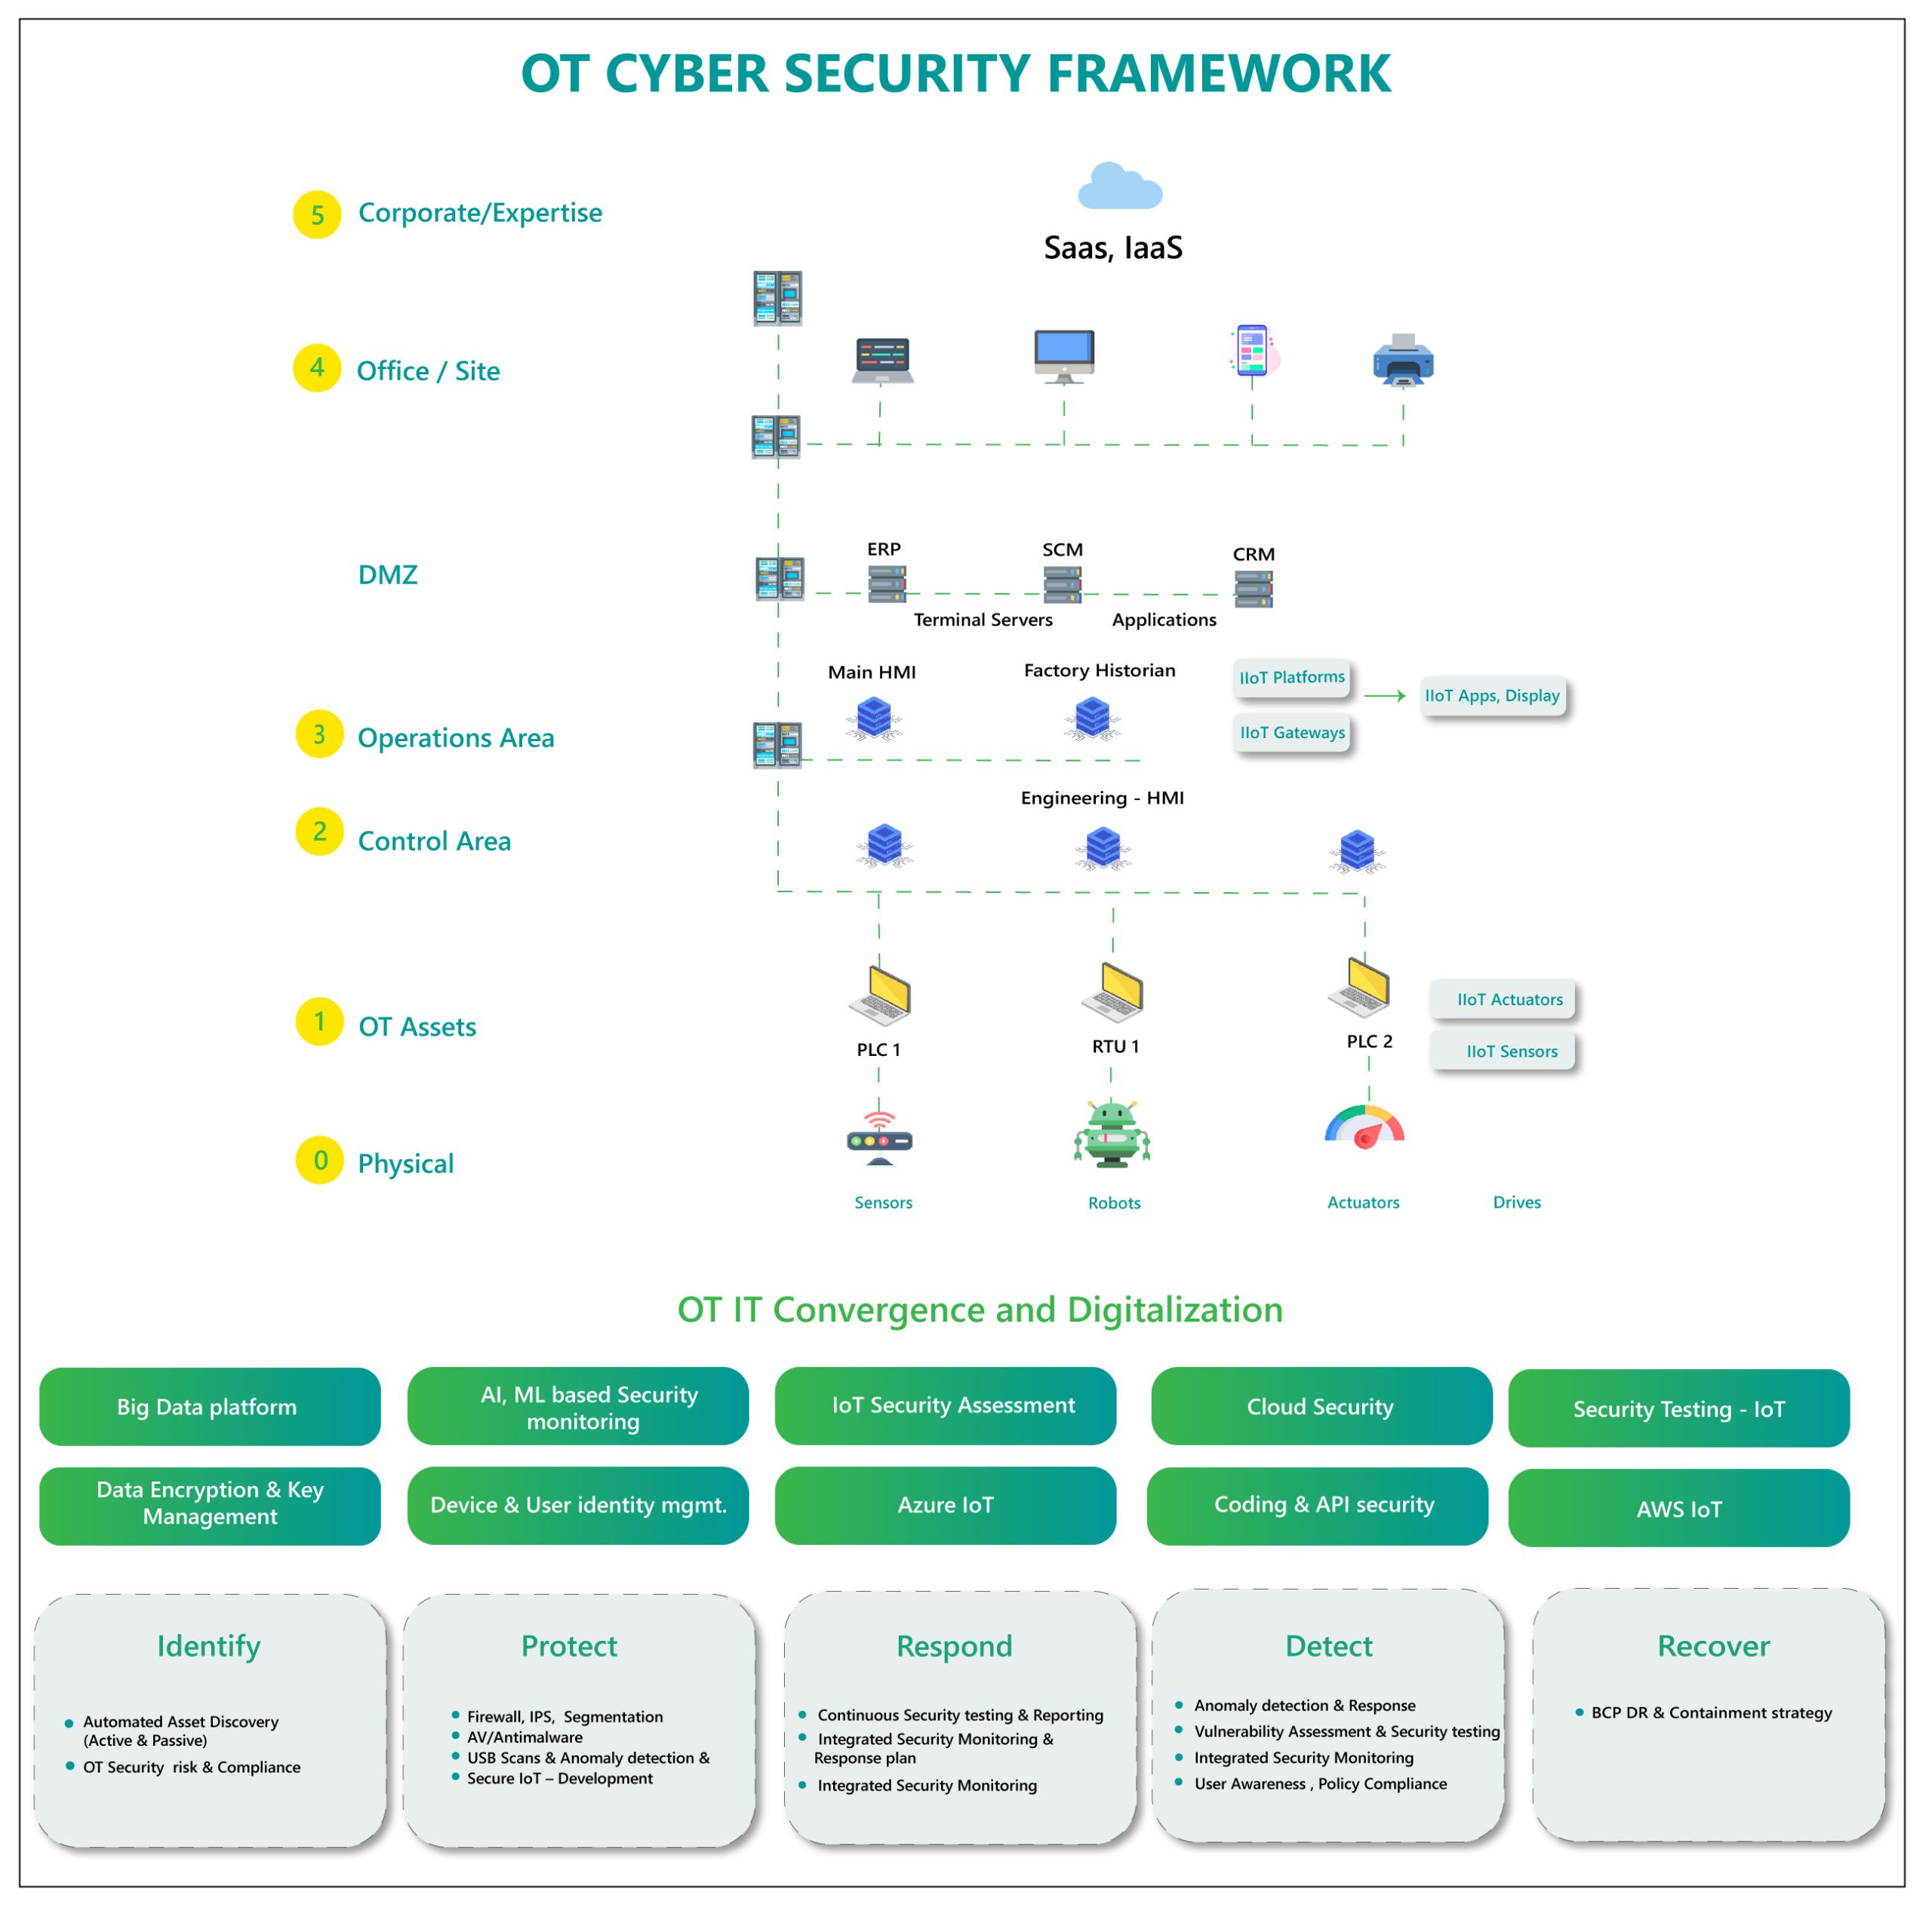 OT CYBER SECURITY FRAMEWORK
5 Corporate/Expertise
Saas, IaaS
4 Office / Site
DMZ
ERP SCM CRM
Terminal Servers Applications
Main HMI Factory Historian
IIoT Platforms
IIoT Apps, Display
IIoT Gateways
3 Operations Area
Engineering - HMI
2 Control Area
1 OT Assets
IIoT Actuators
PLC 1 RTU 1 PLC 2
IIoT Sensors
0 Physical
Sensors Robots Actuators Drives
OT IT Convergence and Digitalization
Big Data platform
AI, ML based Security
monitoring
IoT Security Assessment
Cloud Security
Security Testing - IoT
Data Encryption & Key
Management
Device & User identity mgmt.
Azure IoT
Coding & API security
AWS IoT
Identify
Automated Asset Discovery
(Active & Passive)
OT Security risk & Compliance
Protect
Firewall, IPS, Segmentation
AV/Antimalware
USB Scans & Anomaly detection &
Secure IoT – Development
Respond
Continuous Security testing & Reporting
Integrated Security Monitoring &
Response plan
Integrated Security Monitoring
Detect
Anomaly detection & Response
Vulnerability Assessment & Security testing
Integrated Security Monitoring
User Awareness , Policy Compliance
Recover
BCP DR & Containment strategy